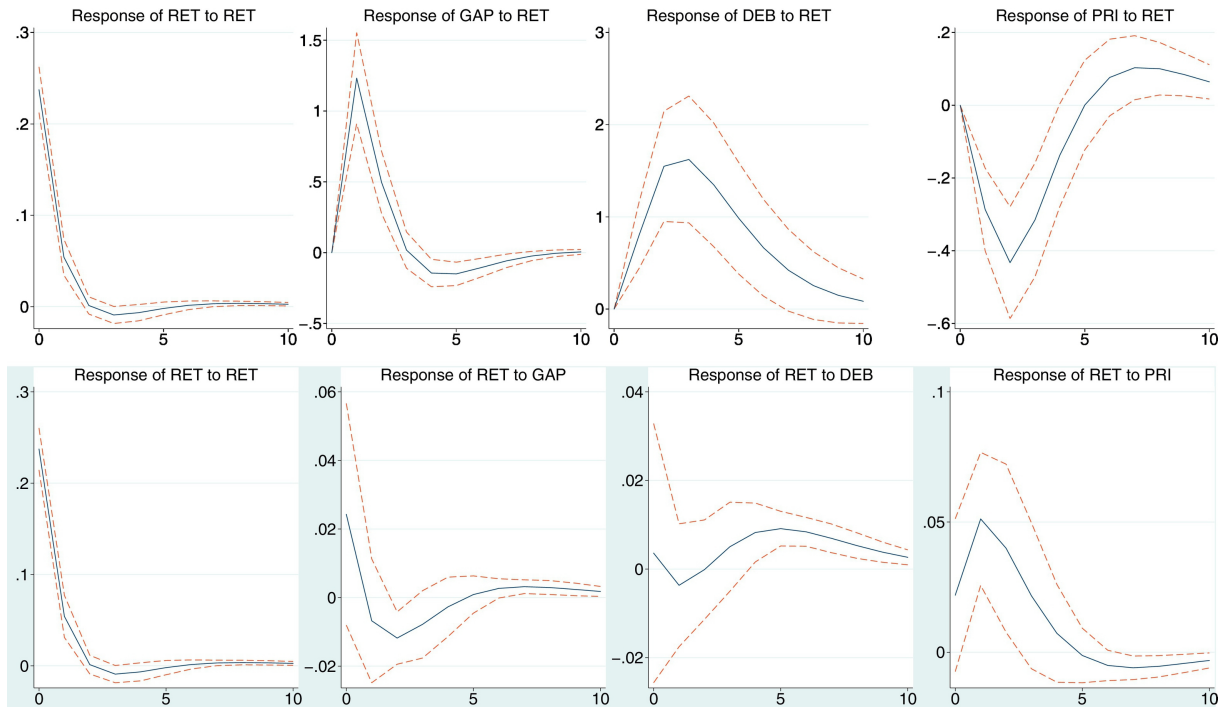 Response of RET to RET
.3
.2
.1
0
0 5 10
Response of GAP to RET
1.5
1
.5
0
-.5
0 5 10
Response of DEB to RET
3
2
1
0
0 5 10
Response of PRI to RET
.2
0
-.2
-.4
-.6
0 5 10
Response of RET to RET
.3
.2
.1
0
0 5 10
Response of RET to GAP
.06
.04
.02
0
-.02
0 5 10
Response of RET to DEB
.04
.02
0
-.02
0 5 10
Response of RET to PRI
.1
.05
0
0 5 10